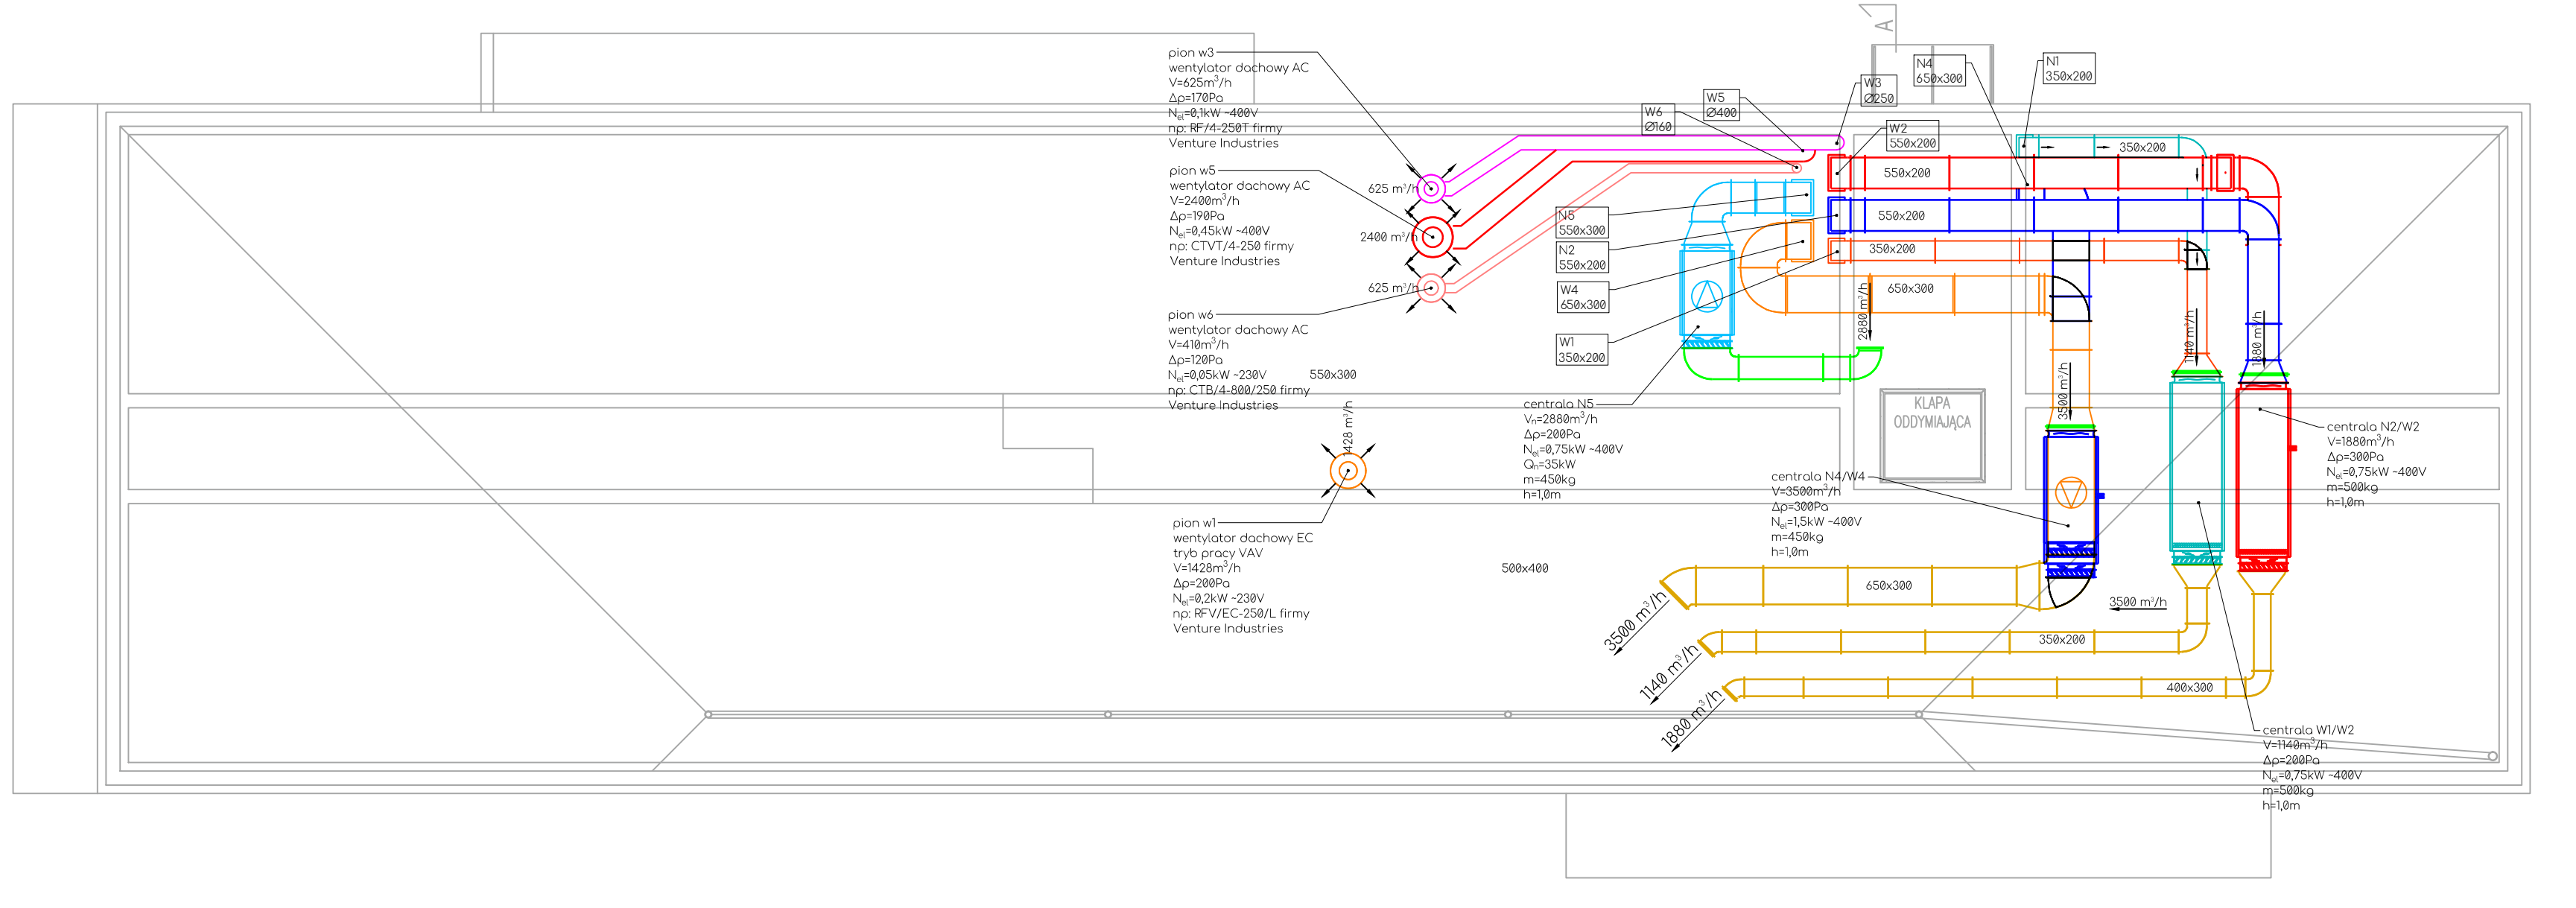 pion w3
wentylator dachowy AC
V=625m³/h
Δp=170Pa
Nel=0,1kW ~400V
np: RF/4-250T firmy
Venture Industries
pion w5
wentylator dachowy AC
V=2400m³/h
Δp=190Pa
Nel=0,45kW ~400V
np: CTVT/4-250 firmy
Venture Industries
pion w6
wentylator dachowy AC
V=410m³/h
Δp=120Pa
Nel=0,05kW ~230V
np: CTB/4-800/250 firmy
Venture Industries
550x300
625 m³/h
2400 m³/h
625 m³/h
1428 m³/h
pion w1
wentylator dachowy EC
tryb pracy VAV
V=1428m³/h
Δp=200Pa
Nel=0,2kW ~230V
np: RFV/EC-250/L firmy
Venture Industries
500x400
W6
Ø160
W5
Ø400
W3
Ø250
W2
550x200
N4
650x300
N1
350x200
A
N5
550x300
N2
550x200
W4
650x300
W1
350x200
350x200
550x200
550x200
350x200
650x300
2880 m³/h
3500 m³/h
1140 m³/h
1880 m³/h
KLAPA
ODDYMIAJĄCA
centrala N5
Vn=2880m³/h
Δp=200Pa
Nel=0,75kW ~400V
Qn=35kW
m=450kg
h=1,0m
centrala N4/W4
V=3500m³/h
Δp=300Pa
Nel=1,5kW ~400V
m=450kg
h=1,0m
centrala N2/W2
V=1880m³/h
Δp=300Pa
Nel=0,75kW ~400V
m=500kg
h=1,0m
650x300
3500 m³/h
3500 m³/h
350x200
1140 m³/h
400x300
1880 m³/h
centrala W1/W2
V=1140m³/h
Δp=200Pa
Nel=0,75kW ~400V
m=500kg
h=1,0m